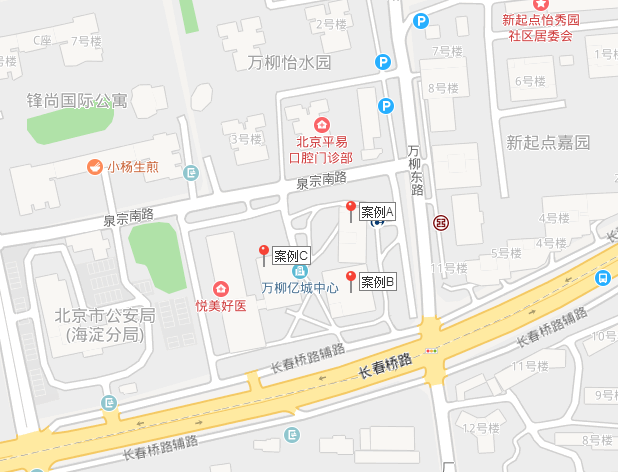 新起点怡秀园
社区居委会
2号楼
C座
7号楼
万柳怡水园
P
7号楼
P
6号楼
1号楼
8号楼
锋尚国际公寓
P
3号楼
北京平易
口腔门诊部
新起点嘉园
小杨生煎
万柳东路
泉宗南路
泉宗南路
案例A
4号楼
4号楼
5号楼
长
案例C
11号楼
万柳亿城中心
案例B
悦美好医
北京市公安局
(海淀分局)
长春桥路辅路
长春桥路
长春桥路辅路
10号楼
11号楼
9号楼
12号楼
8号楼
长春桥路辅路